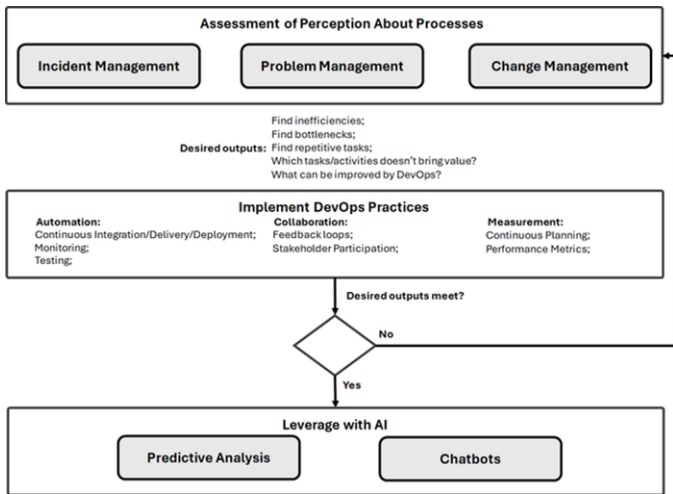 Assessment of Perception About Processes
Incident Management
Problem Management
Change Management
Find inefficiencies;
Find bottlenecks;
Desired outputs: Find repetitive tasks;
Which tasks/activities doesn't bring value?
What can be improved by DevOps?
Implement DevOps Practices
Automation:
Continuous Integration/Delivery/Deployment;
Monitoring;
Testing;
Collaboration:
Feedback loops;
Stakeholder Participation;
Measurement:
Continuous Planning;
Performance Metrics;
Desired outputs meet?
No
Yes
Leverage with AI
Predictive Analysis
Chatbots